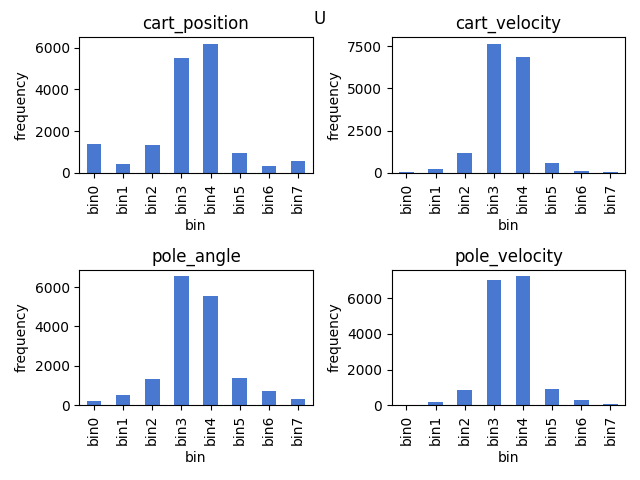 U
cart_position
frequency
6000
4000
2000
0
bin0 bin1 bin2 bin3 bin4 bin5 bin6 bin7
bin
cart_velocity
frequency
7500
5000
2500
0
bin0 bin1 bin2 bin3 bin4 bin5 bin6 bin7
bin
pole_angle
frequency
6000
4000
2000
0
bin0 bin1 bin2 bin3 bin4 bin5 bin6 bin7
bin
pole_velocity
frequency
6000
4000
2000
0
bin0 bin1 bin2 bin3 bin4 bin5 bin6 bin7
bin